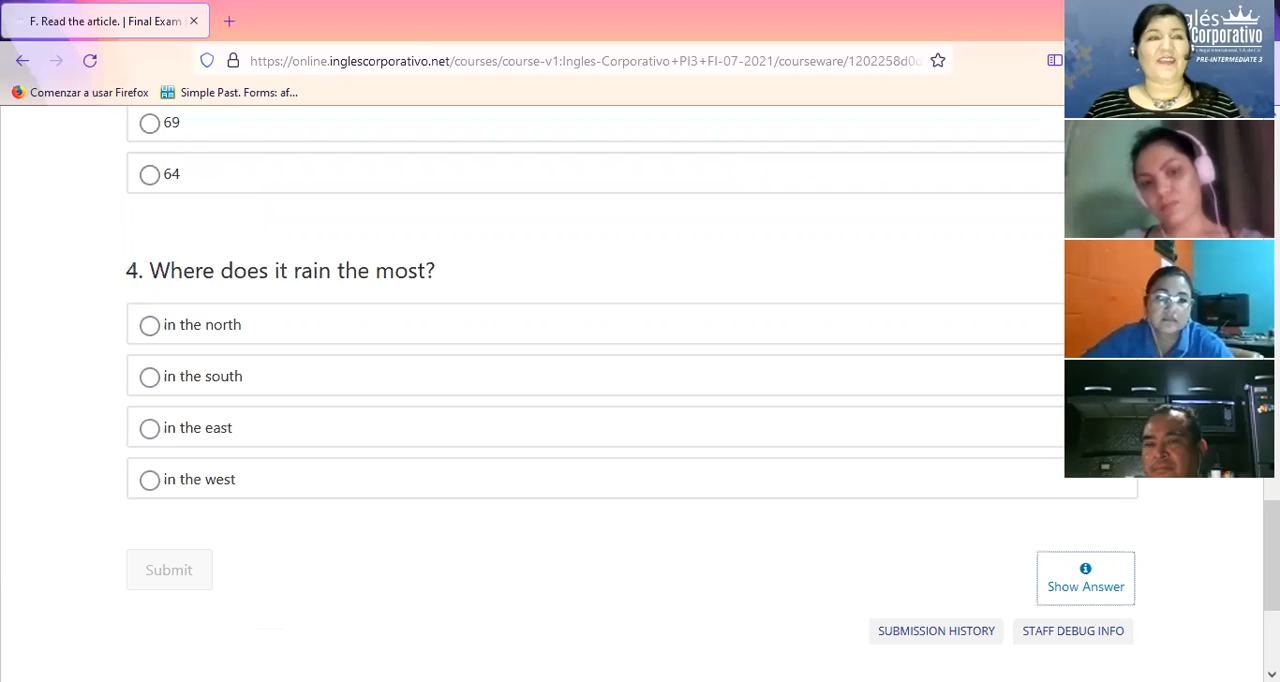 F. Read the article. | Final Exam
https://online.inglescorporativo.net/cours
se-v1:Ingles-Corporativo+PI3+FI-07-2021/courseware/1202258d0
Comenzar a usar Firefox
Simple Past. Forms: af...
glés
Corporativo
PRE-INTERMEDIATE 3
69
64
4. Where does it rain the most?
in the north
in the south
in the east
in the west
Submit
Show Answer
SUBMISSION HISTORY
STAFF DEBUG INFO